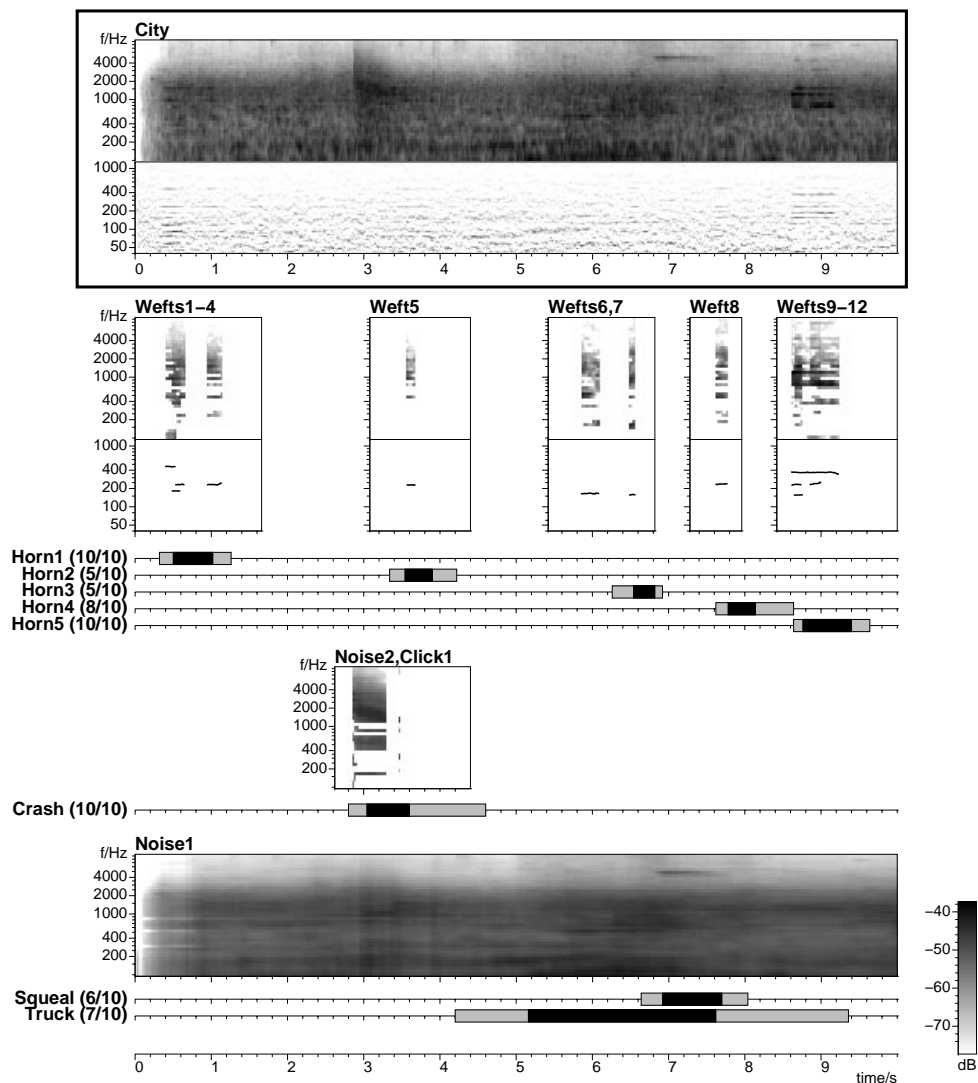 City
f/Hz
4000
2000
1000
400
200
1000
400
200
100
50
0 1 2 3 4 5 6 7 8 9
Wefts1−4 Weft5 Wefts6,7 Weft8 Wefts9−12
f/Hz
4000
2000
1000
400
200
1000
400
200
100
50
Horn1 (10/10)
Horn2 (5/10)
Horn3 (5/10)
Horn4 (8/10)
Horn5 (10/10)
Noise2,Click1
f/Hz
4000
2000
1000
400
200
Crash (10/10)
Noise1
f/Hz
4000
2000
1000
400
200
−40
−50
−60
−70
dB
Squeal (6/10)
Truck (7/10)
0 1 2 3 4 5 6 7 8 9
time/s